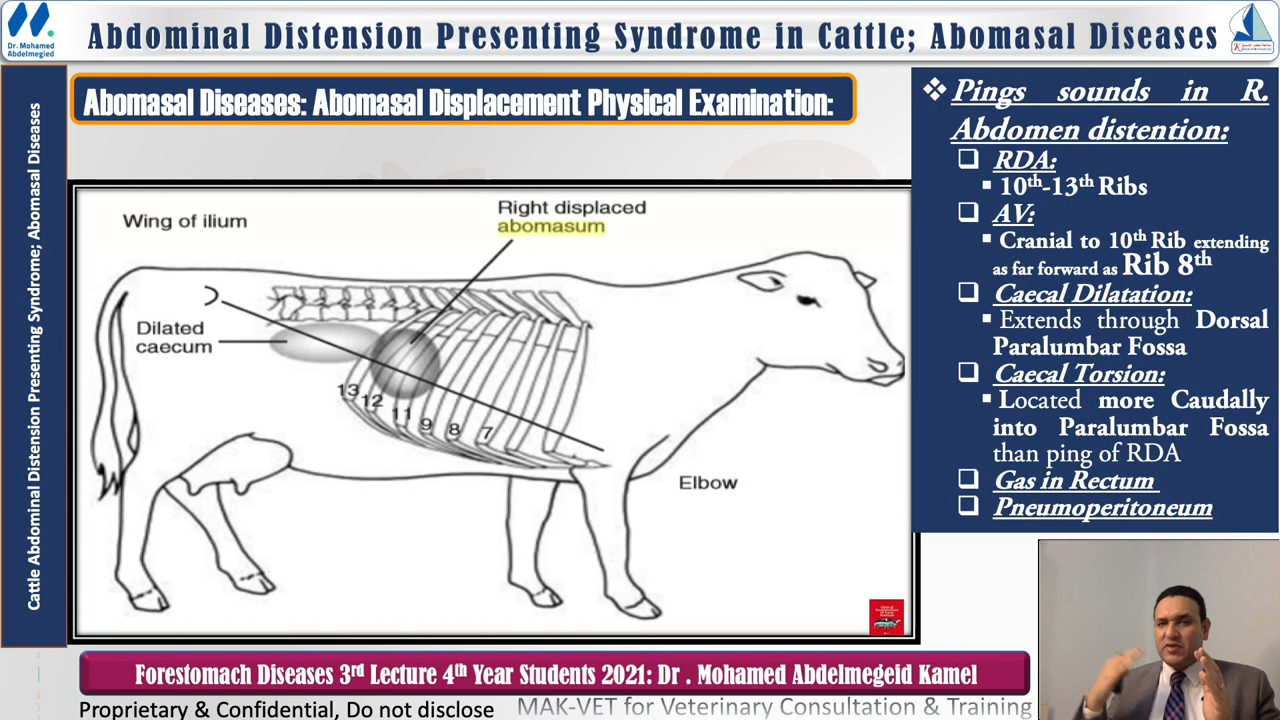 Dr. Mohamed
Abdelmegied
Abdominal Distension Presenting Syndrome in Cattle; Abomasal Diseases
Cattle Abdominal Distension Presenting Syndrome; Abomasal Diseases
Abomasal Diseases: Abomasal Displacement Physical Examination:
Wing of ilium
Right displaced
abomasum
Dilated
caecum
13
12
11
9
8
7
Elbow
❖ Pings sounds in R.
Abdomen distention:
❑ RDA:
▪ 10th-13th Ribs
❑ AV:
▪ Cranial to 10th Rib extending
as far forward as Rib 8th
❑ Caecal Dilatation:
▪ Extends through Dorsal
Paralumbar Fossa
❑ Caecal Torsion:
▪ Located more Caudally
into Paralumbar Fossa
than ping of RDA
❑ Gas in Rectum
❑ Pneumoperitoneum
Forestomach Diseases 3rd Lecture 4th Year Students 2021: Dr . Mohamed Abdelmegeid Kamel
Proprietary & Confidential, Do not disclose
MAK-VET for Veterinary Consultation & Training